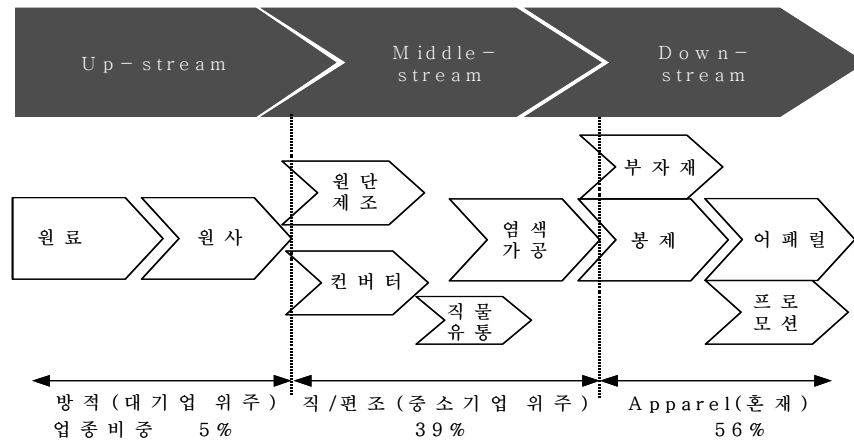 Up-stream
Middle-
stream
Down-
stream
부자재
원단
제조
원료
원사
염색
가공
봉제
어패럴
컨버터
직물
유통
프로
모션
방적(대기업 위주)
직/편조(중소기업 위주)
Apparel(혼재)
업종비중 5%
39%
56%